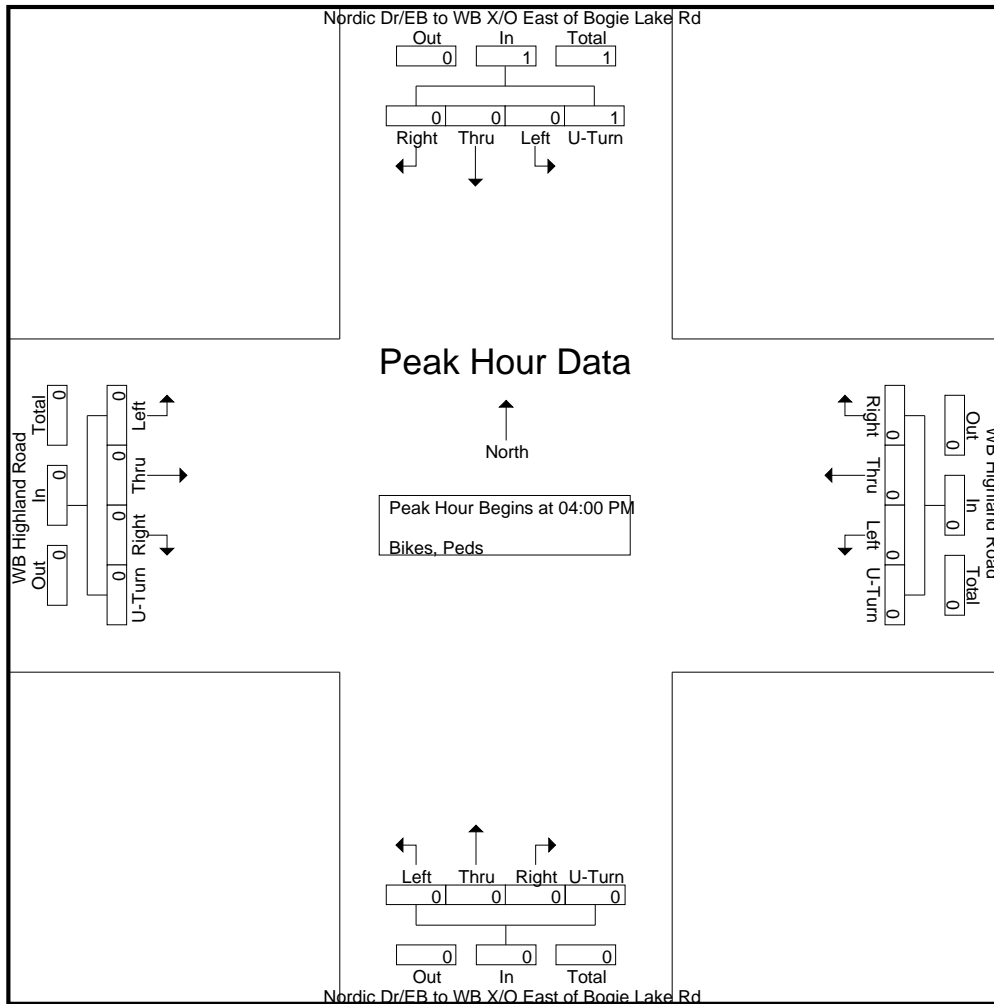 Nordic Dr/EB to WB X/O East of Bogie Lake Rd
Out In Total
0 1 1
0 0 0 1
Right Thru Left U-Turn
Peak Hour Data
North
Peak Hour Begins at 04:00 PM
Bikes, Peds
WB Highland Road
Out In Total
0 0 0
0 0 0 0
U-Turn Right Thru Left
WB Highland Road
Out In Total
0 0 0
0 0 0 0
Right Thru Left U-Turn
Left Thru Right U-Turn
0 0 0 0
0 0 0
Out In Total
Nordic Dr/EB to WB X/O East of Bogie Lake Rd